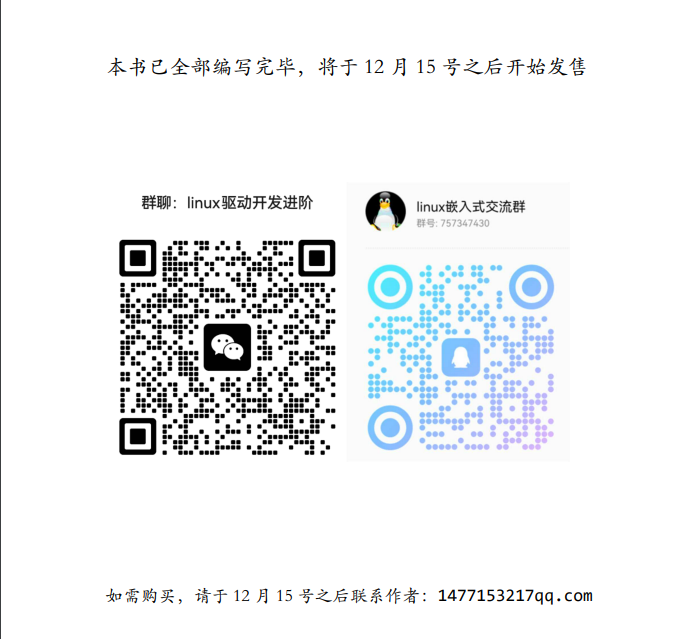 本书已全部编写完毕，将于 12 月 15 号之后开始发售
群聊：linux驱动开发进阶
linux嵌入式交流群
群号: 757347430
如需购买，请于 12 月 15 号之后联系作者：1477153217qq.com